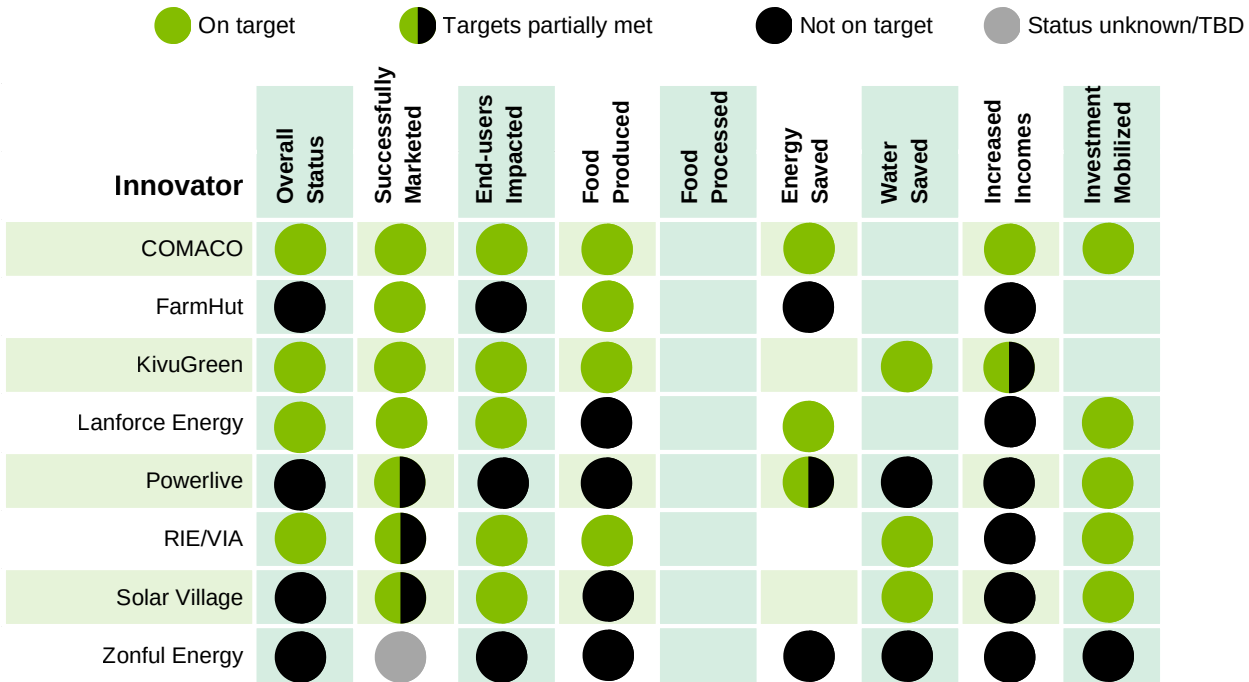 On target
Targets partially met
Not on target
Status unknown/TBD
Innovator
Overall
Status
Successfully
Marketed
End-users
Impacted
Food
Produced
Food
Processed
Energy
Saved
Water
Saved
Increased
Incomes
Investment
Mobilized
COMACO
FarmHut
KivuGreen
Lanforce Energy
Powerlive
RIE/VIA
Solar Village
Zonful Energy